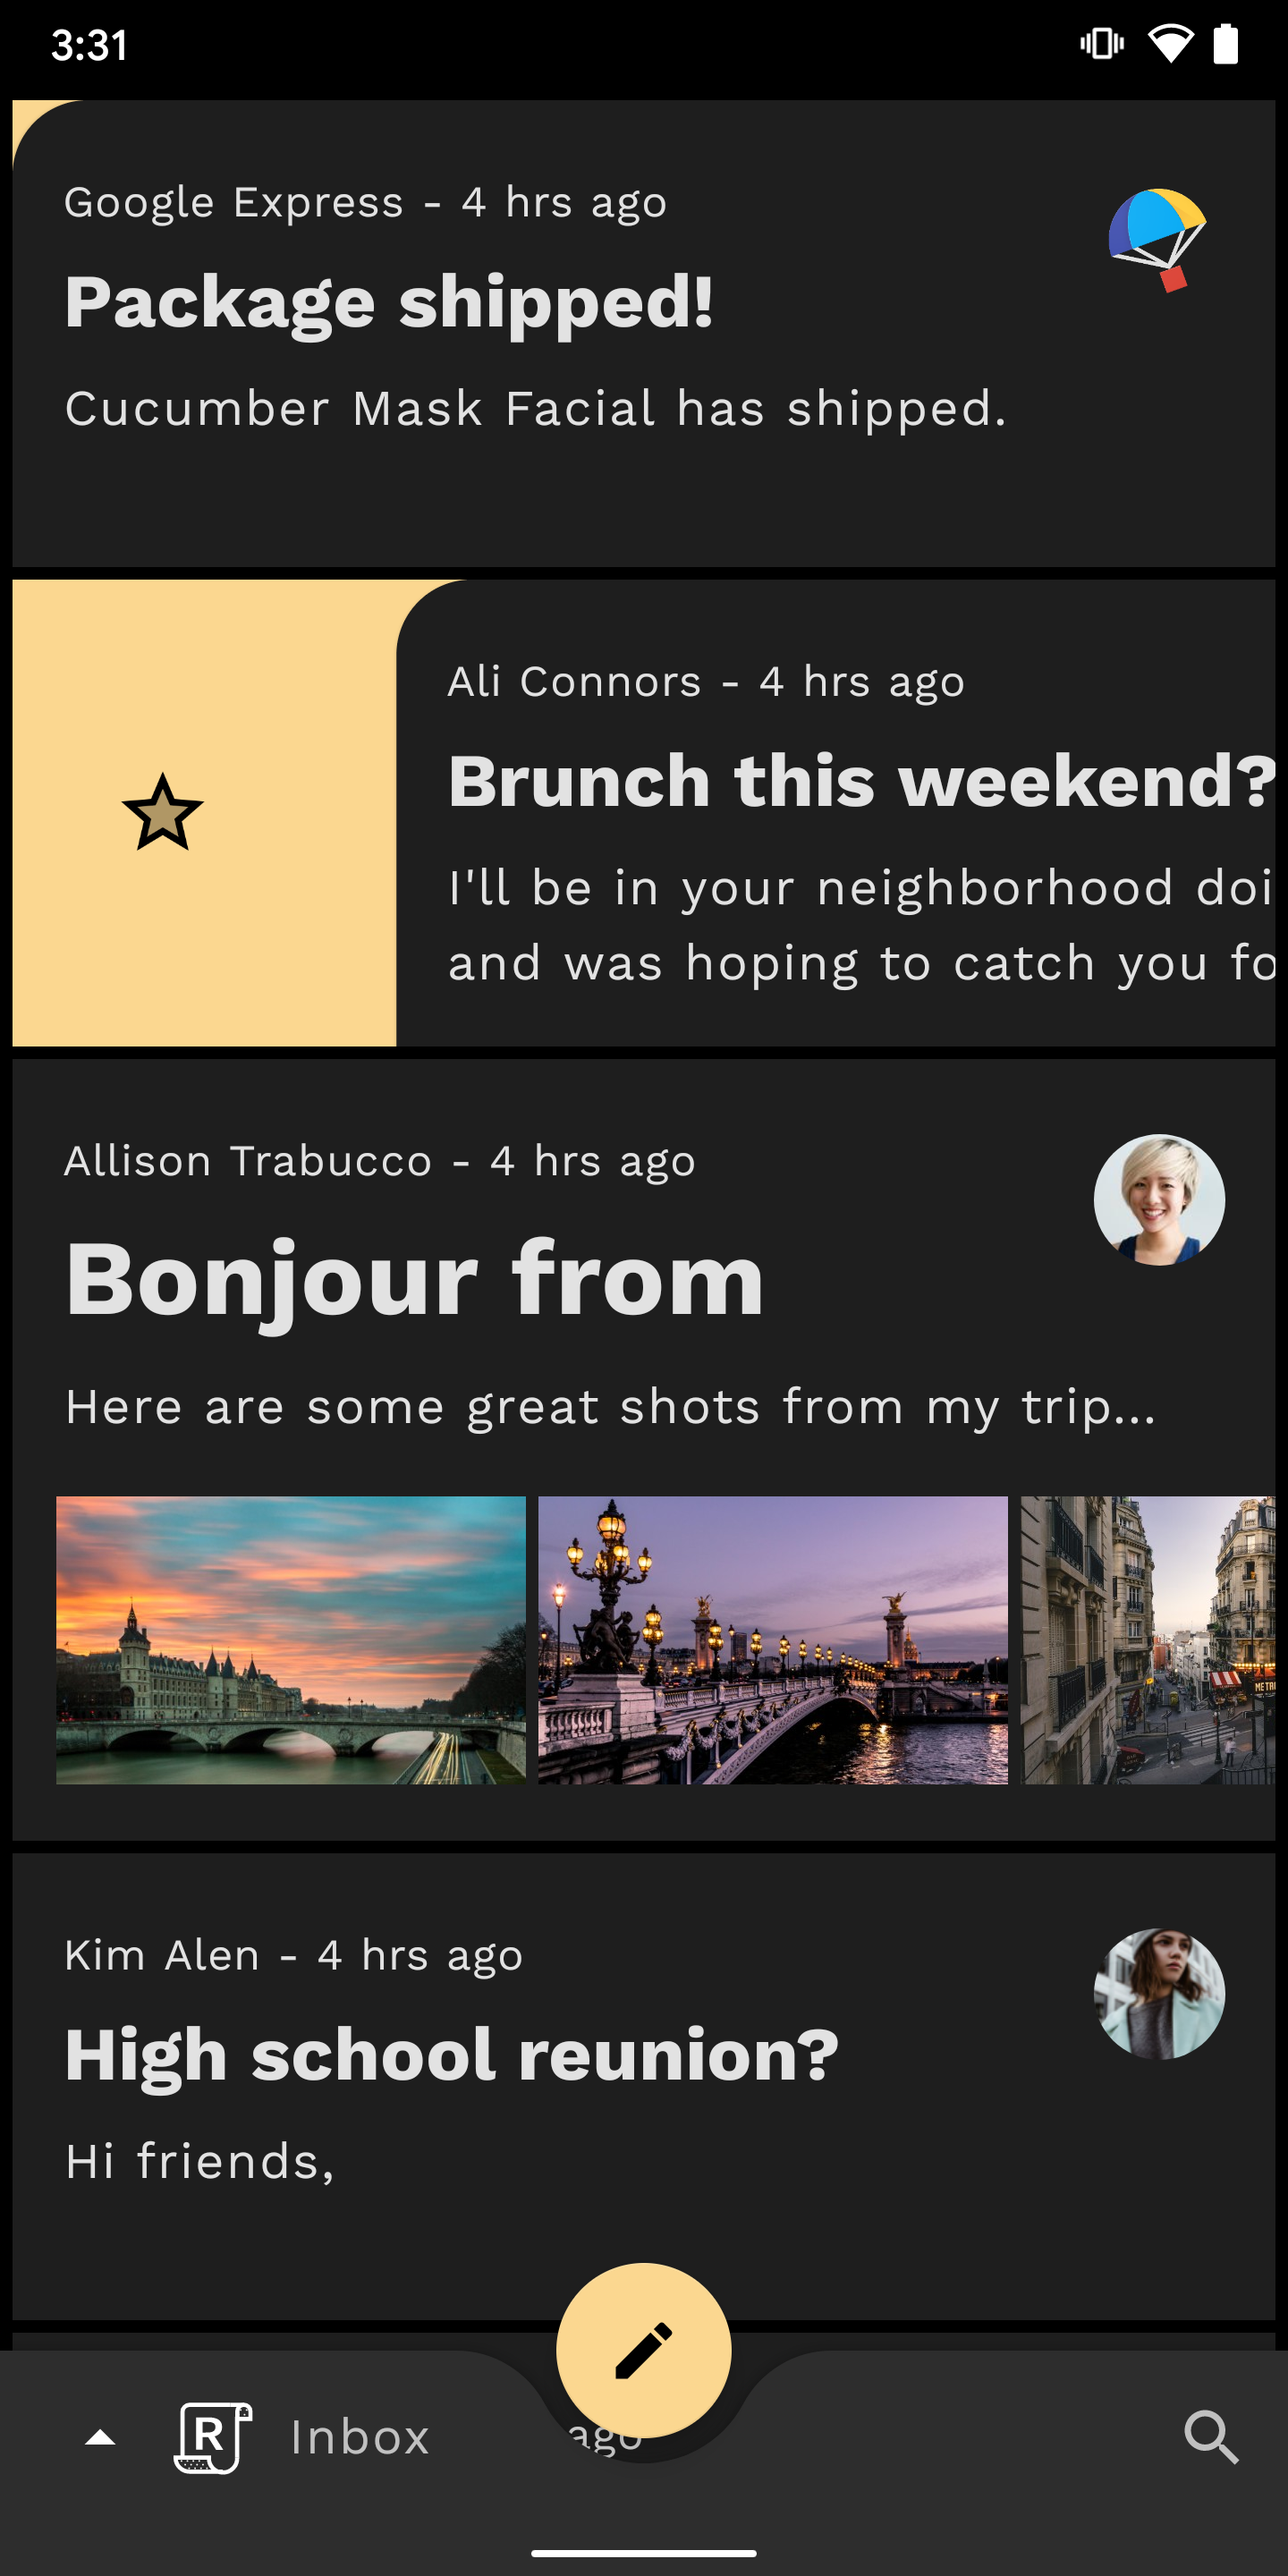 3:31
Google Express - 4 hrs ago
Package shipped!
Cucumber Mask Facial has shipped.
Ali Connors - 4 hrs ago
Brunch this weekend?
I'll be in your neighborhood doi
and was hoping to catch you fo
Allison Trabucco - 4 hrs ago
Bonjour from
Here are some great shots from my trip...
METR
Kim Alen - 4 hrs ago
High school reunion?
Hi friends,
R Inbox
ago